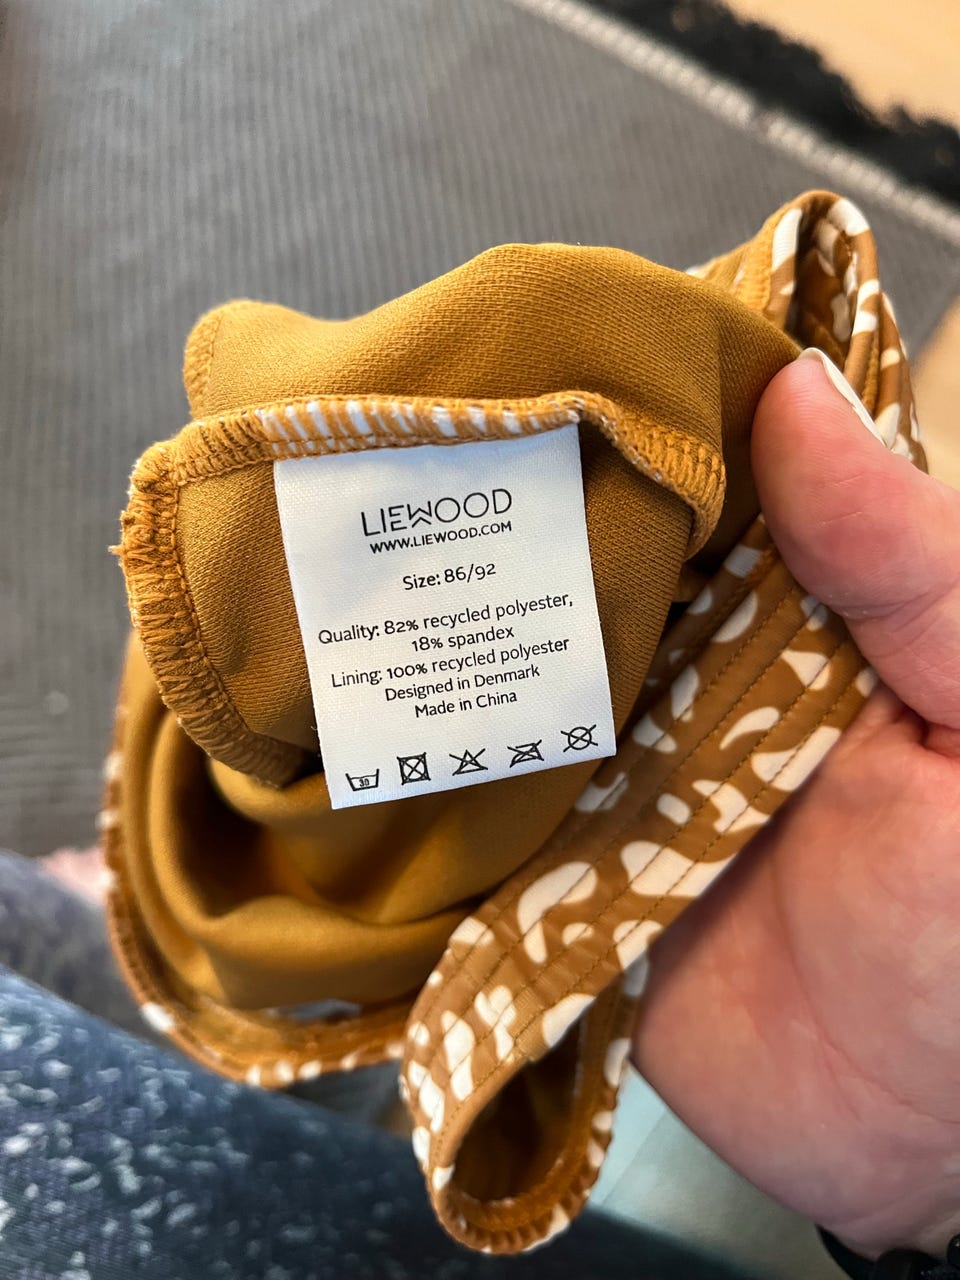 LIEWOOD
WWW.LIEWOOD.COM
Size: 86/92
Quality: 82% recycled polyester,
18% spandex
Lining: 100% recycled polyester
Designed in Denmark
Made in China
30